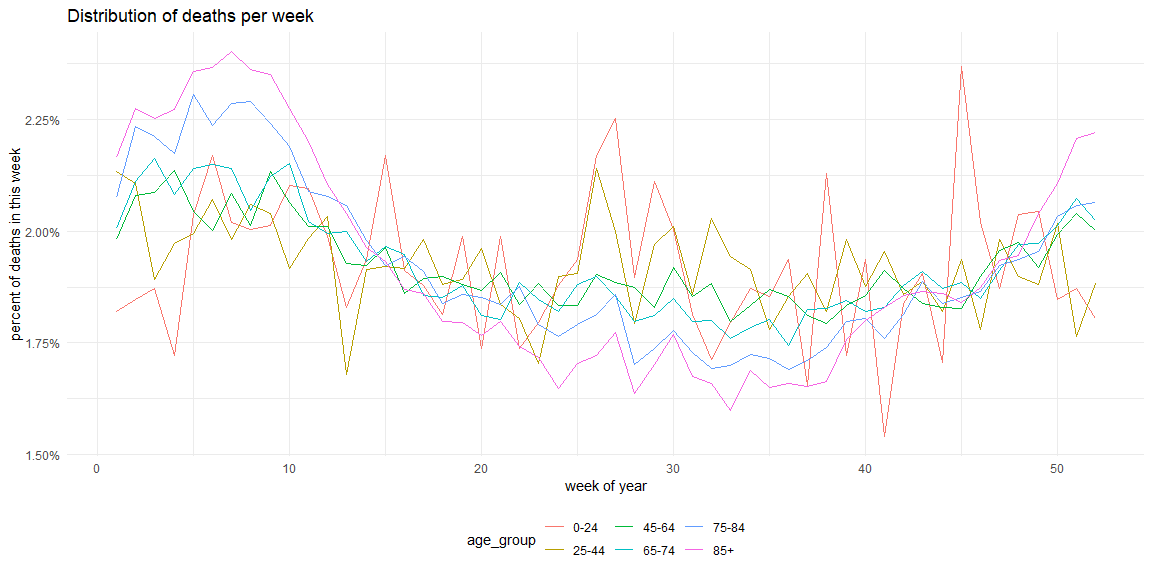 Distribution of deaths per week
percent of deaths in this week
2.25%
2.00%
1.75%
1.50%
0 10 20 30 40 50
week of year
age_group
0-24 45-64 75-84
25-44 65-74 85+